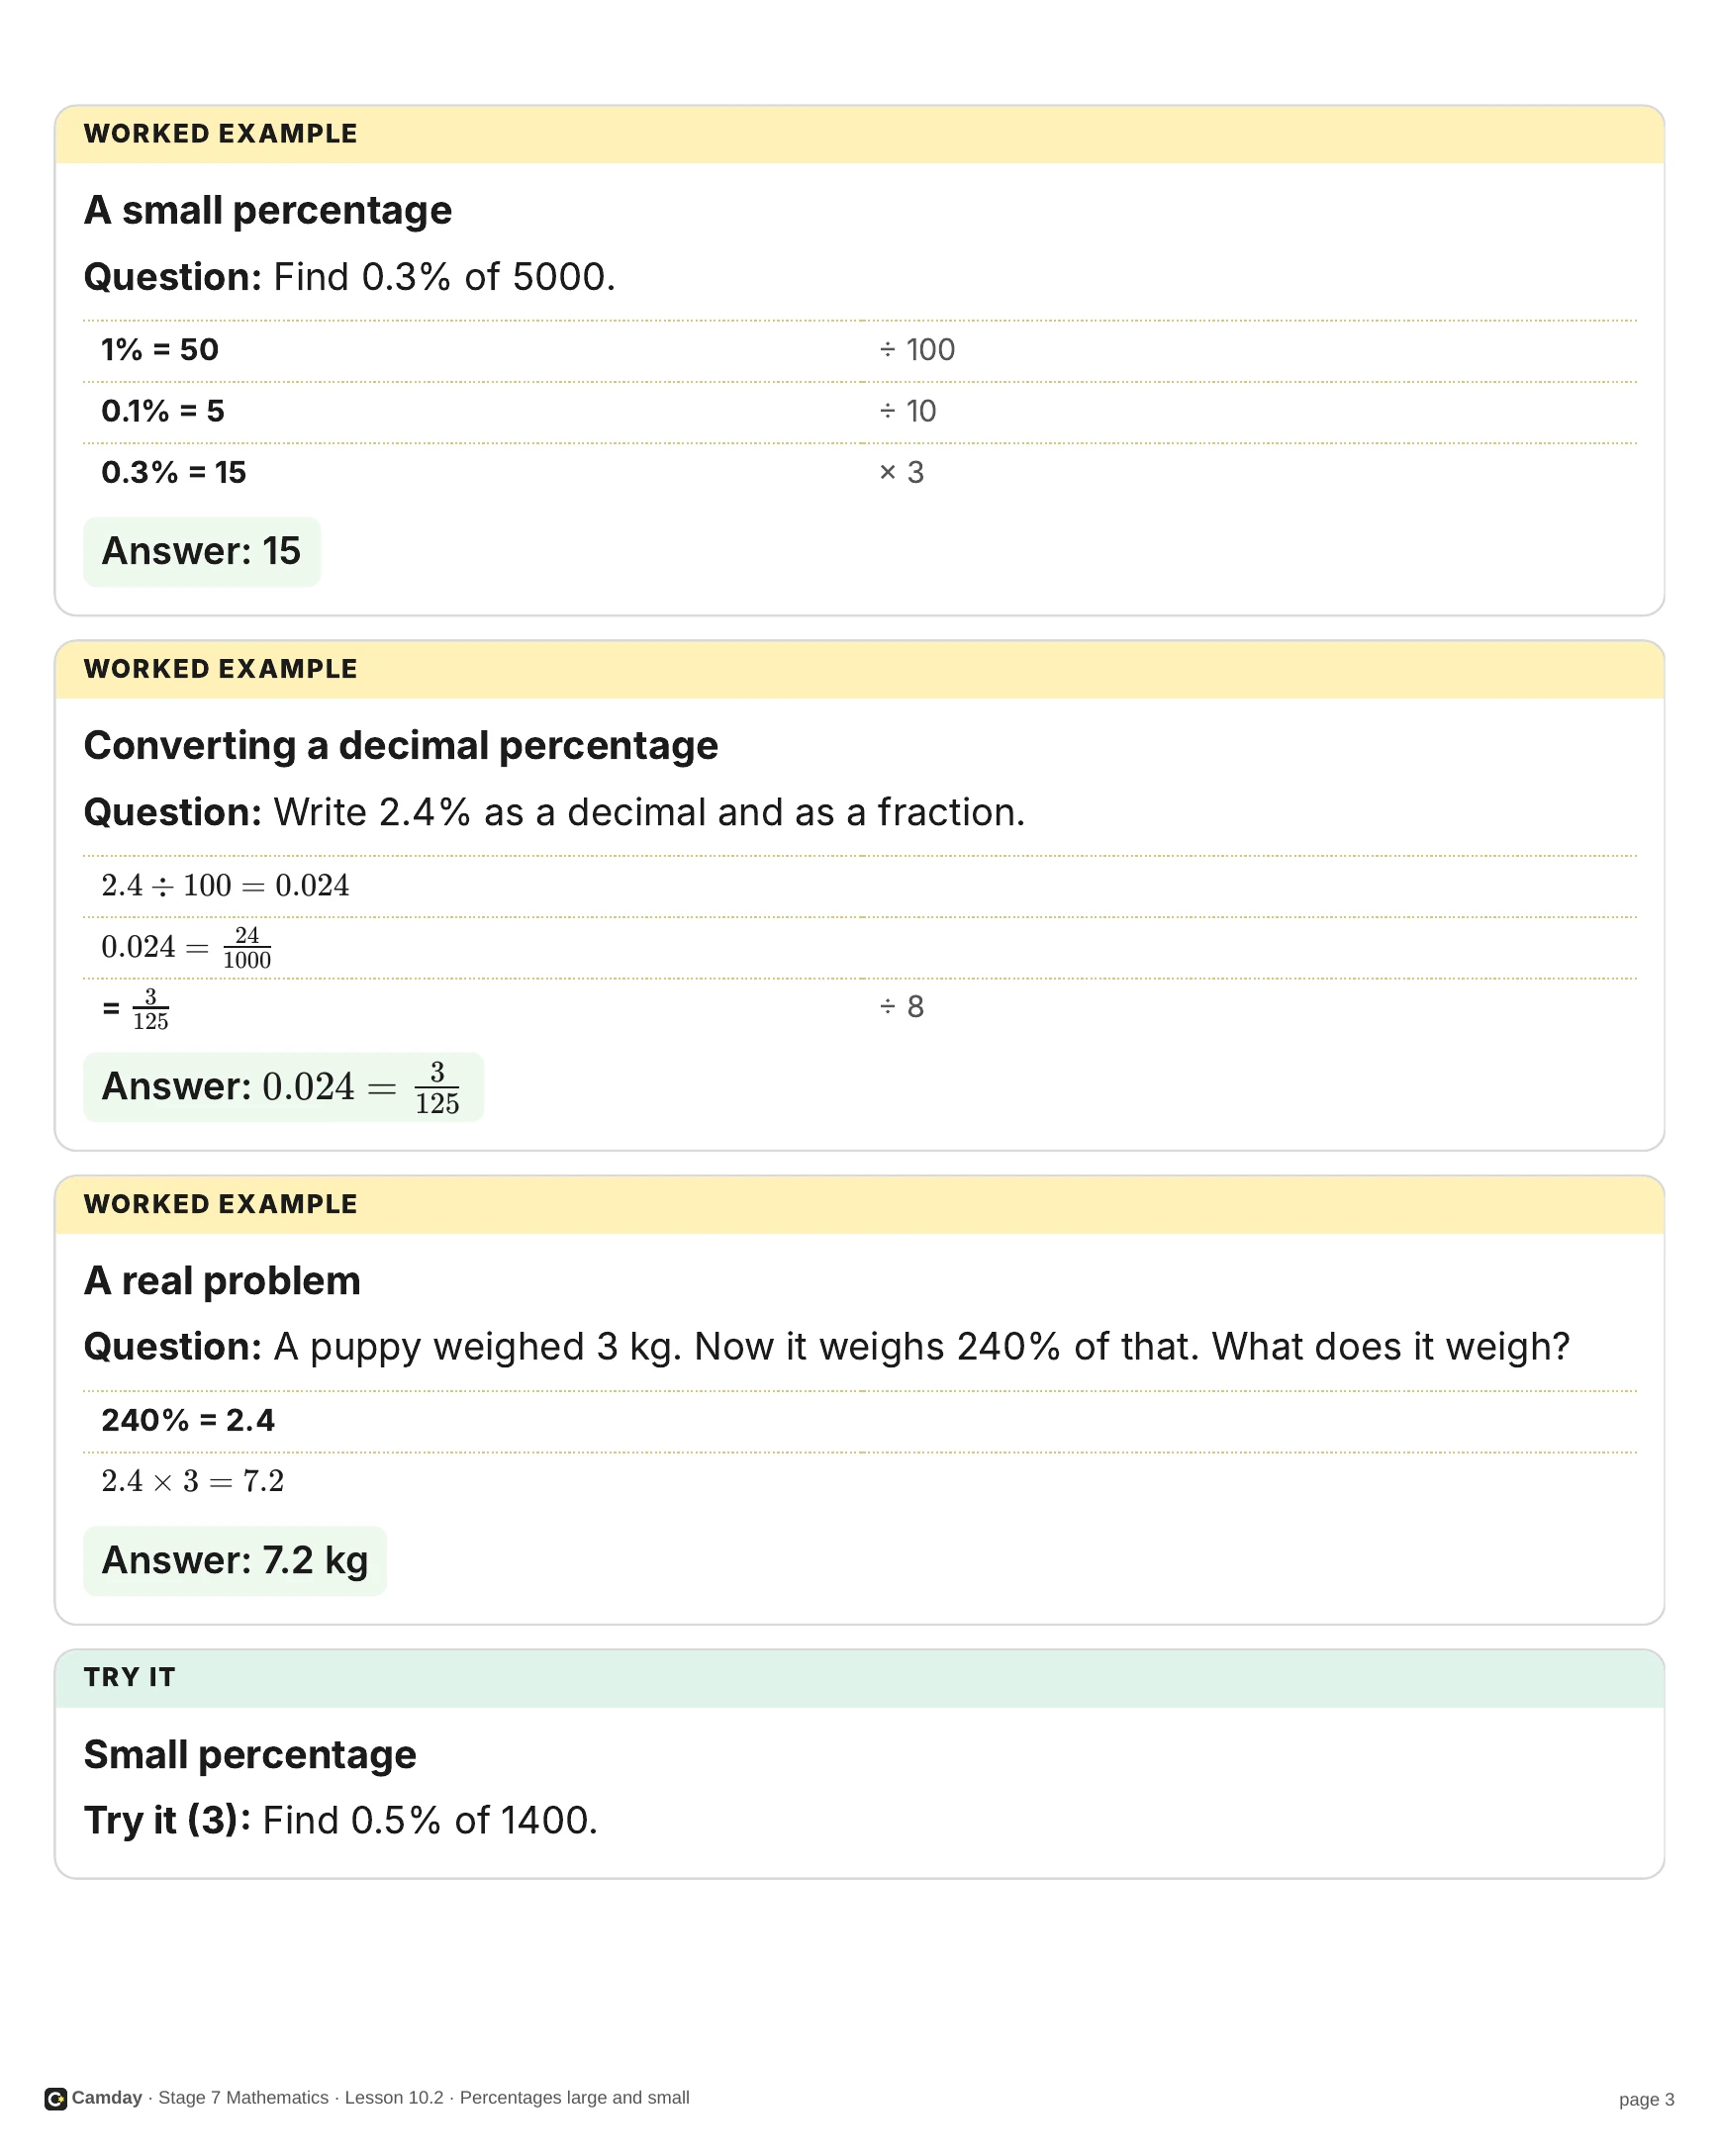 WORKED EXAMPLE
A small percentage
Question: Find 0.3% of 5000.
1% = 50 ÷ 100
0.1% = 5 ÷ 10
0.3% = 15 × 3
Answer: 15
WORKED EXAMPLE
Converting a decimal percentage
Question: Write 2.4% as a decimal and as a fraction.
2.4 ÷ 100 = 0.024
0.024 = 24/1000
= 3/125 ÷ 8
Answer: 0.024 = 3/125
WORKED EXAMPLE
A real problem
Question: A puppy weighed 3 kg. Now it weighs 240% of that. What does it weigh?
240% = 2.4
2.4 × 3 = 7.2
Answer: 7.2 kg
TRY IT
Small percentage
Try it (3): Find 0.5% of 1400.
Camday · Stage 7 Mathematics · Lesson 10.2 · Percentages large and small page 3